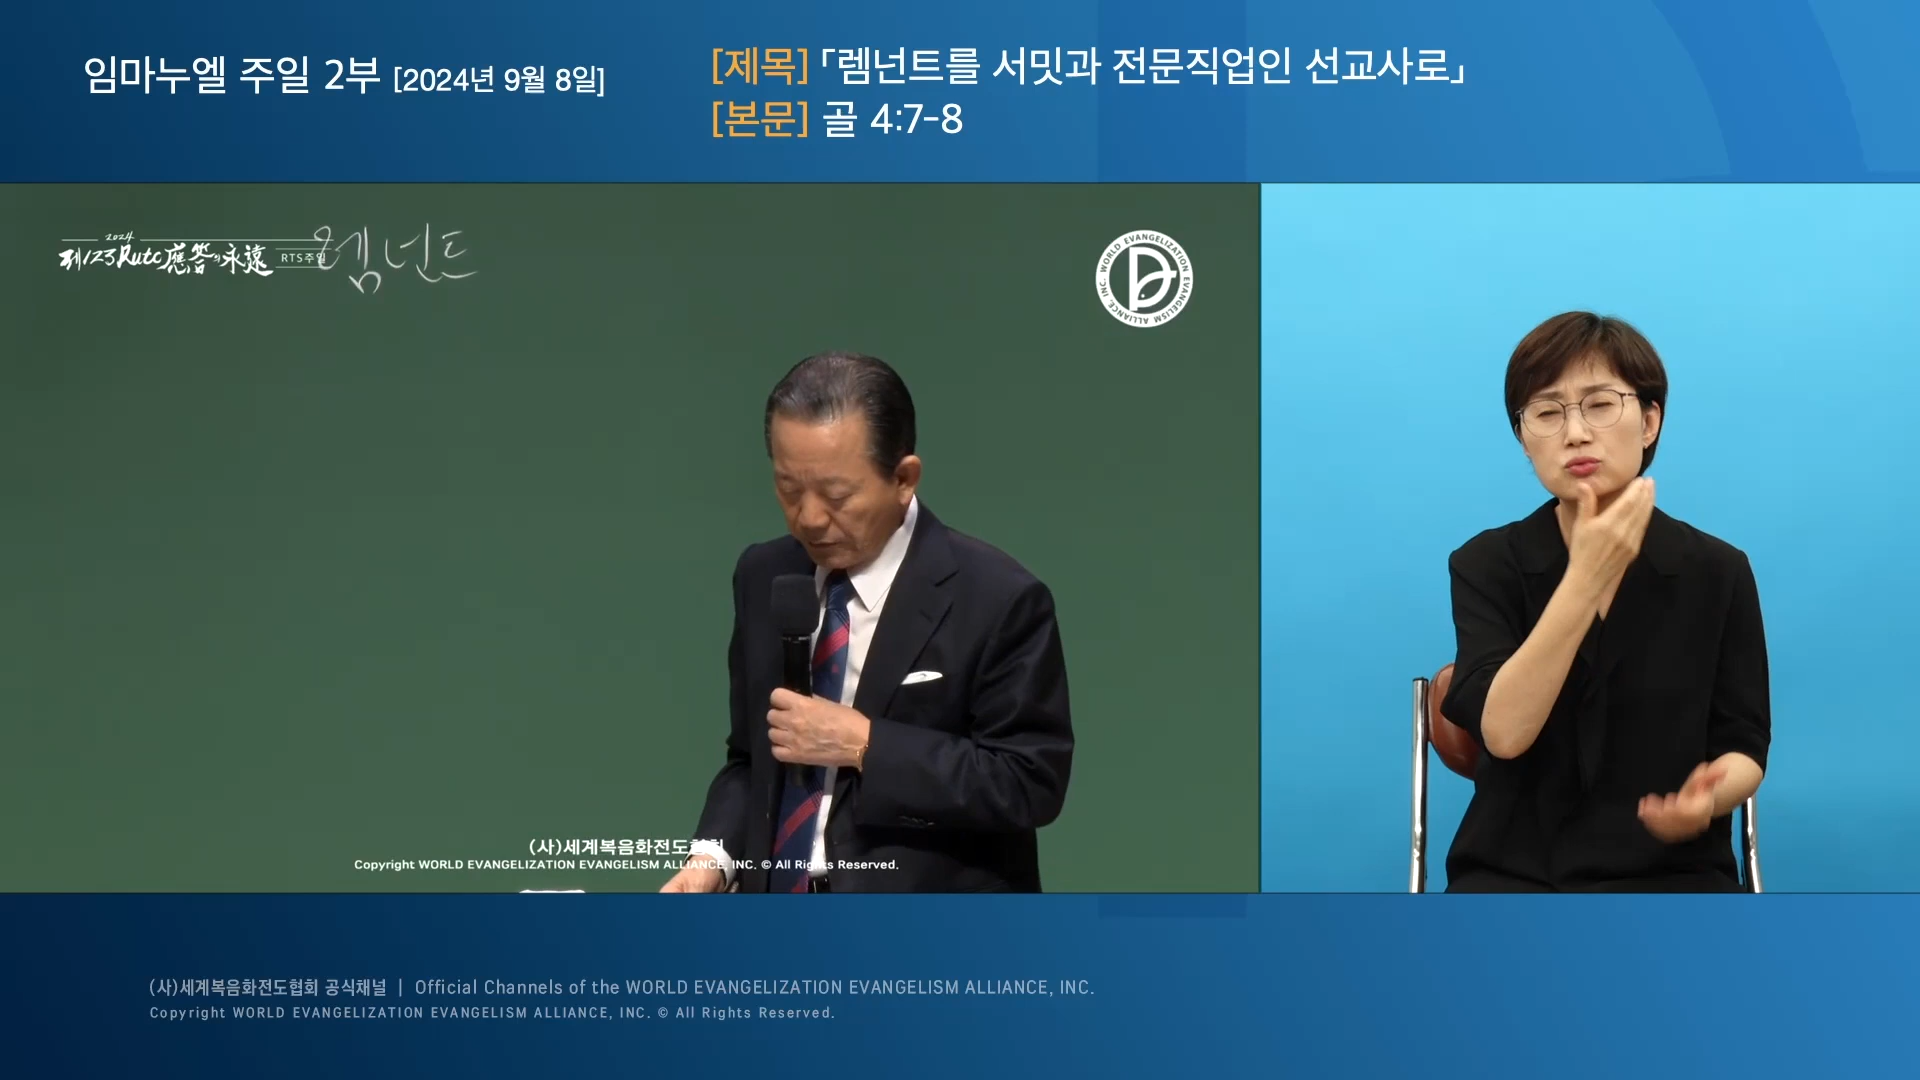 임마누엘 주일 2부 [2024년 9월 8일]
[제목] 「렘넌트를 서밋과 전문직업인 선교사로」
[본문] 골 4:7-8
2024
제123 Rutc 應答의 永遠 RTS주일
렘넌트
WORLD EVANGELIZATION EVANGELISM ALLIANCE, INC.
(사)세계복음화전도협회
Copyright WORLD EVANGELIZATION EVANGELISM ALLIANCE, INC. © All Rights Reserved.
(사)세계복음화전도협회 공식채널 | Official Channels of the WORLD EVANGELIZATION EVANGELISM ALLIANCE, INC.
Copyright WORLD EVANGELIZATION EVANGELISM ALLIANCE, INC. © All Rights Reserved.